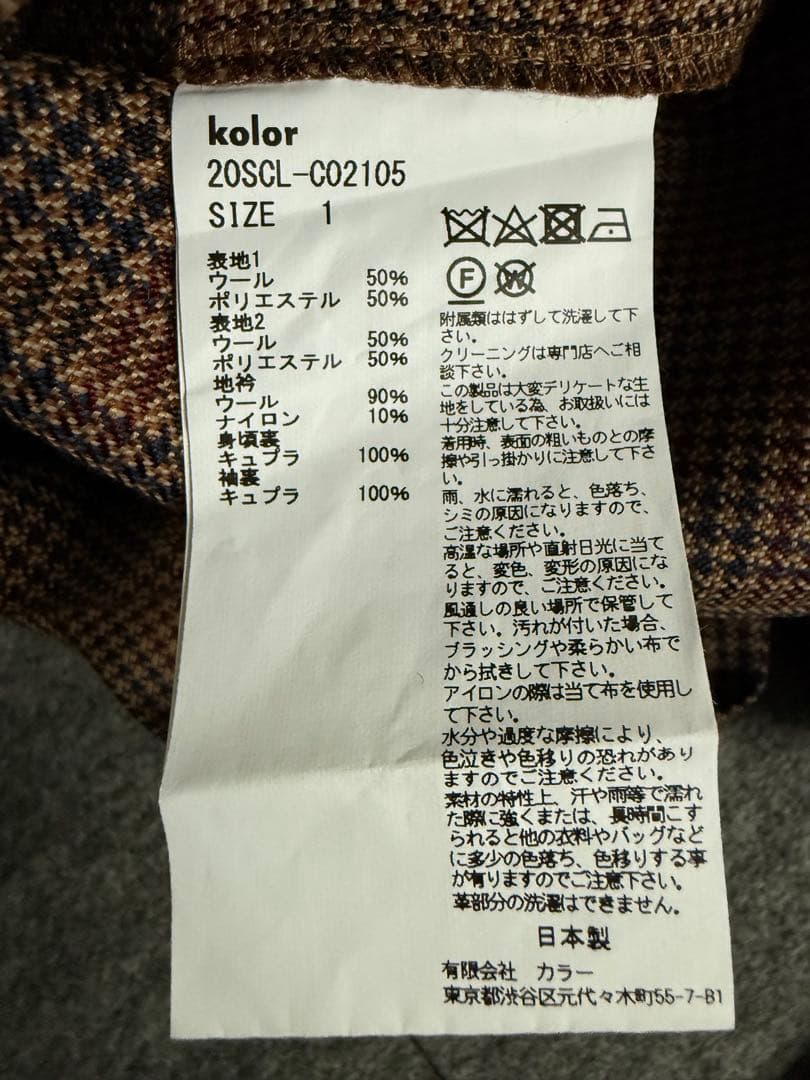 kolor
20SCL-C02105
SIZE 1
表地1
ウール 50%
ポリエステル 50%
表地2
ウール 50%
ポリエステル 50%
地衿
ウール 90%
ナイロン 10%
身頃裏
キュプラ 100%
袖裏
キュプラ 100%
F W
附属類ははずして洗濯して下
さい。
クリーニングは専門店へご相
談下さい。
この製品は大変デリケートな生
地をしている為、お取扱いには
十分注意して下さい。
着用時、表面の粗いものとの摩
擦や引っ掛かりに注意して下さ
い。
雨、水に濡れると、色落ち、
シミの原因になりますので、
ご注意ください。
高温な場所や直射日光に当て
ると、変色、変形の原因にな
りますので、ご注意ください。
風通しの良い場所で保管して
下さい。汚れが付いた場合、
ブラッシングや柔らかい布で
から拭きして下さい。
アイロンの際は当て布を使用し
て下さい。
水分や過度な摩擦により、
色泣きや色移りの恐れがあり
ますのでご注意ください。
素材の特性上、汗や雨等で濡れ
た際に強くまたは、長時間こす
られると他の衣料やバッグなど
に多少の色落ち、色移りする事
が有りますのでご注意下さい。
革部分の洗濯はできません。
日本製
有限会社 カラー
東京都渋谷区元代々木町55-7-B1